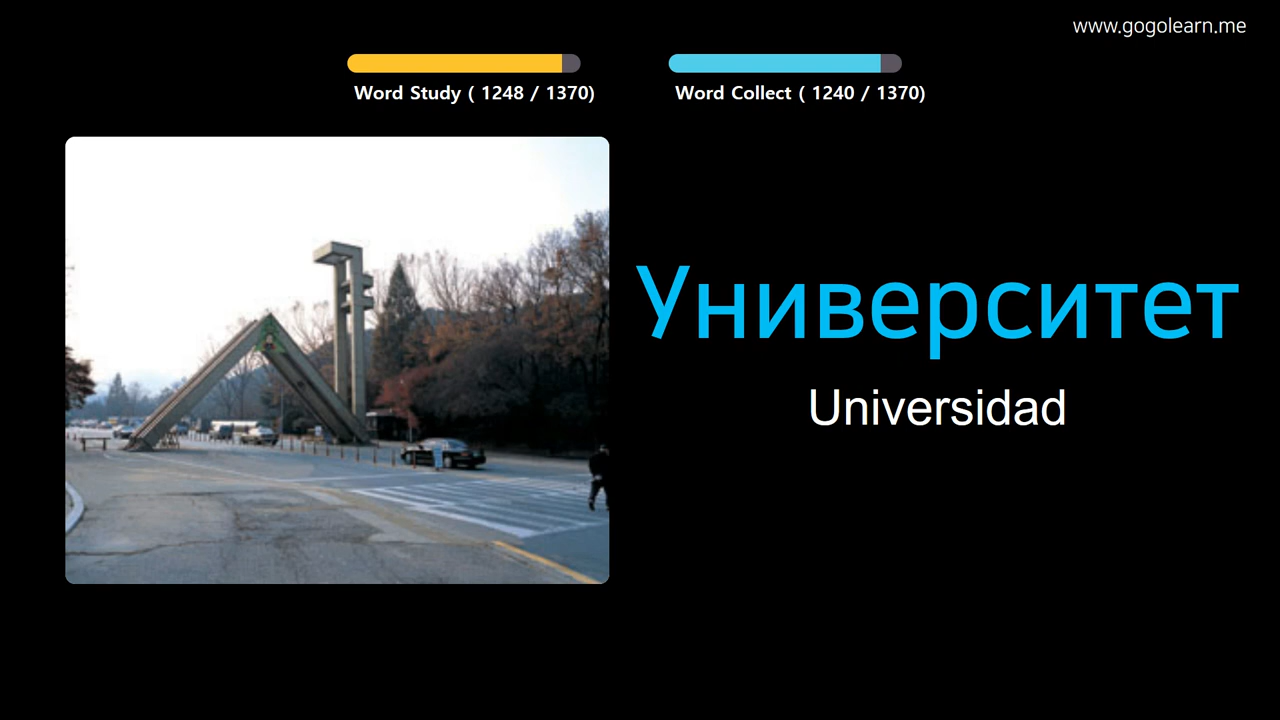 www.gogolearn.me
Word Study ( 1248 / 1370)
Word Collect ( 1240 / 1370)
Университет
Universidad